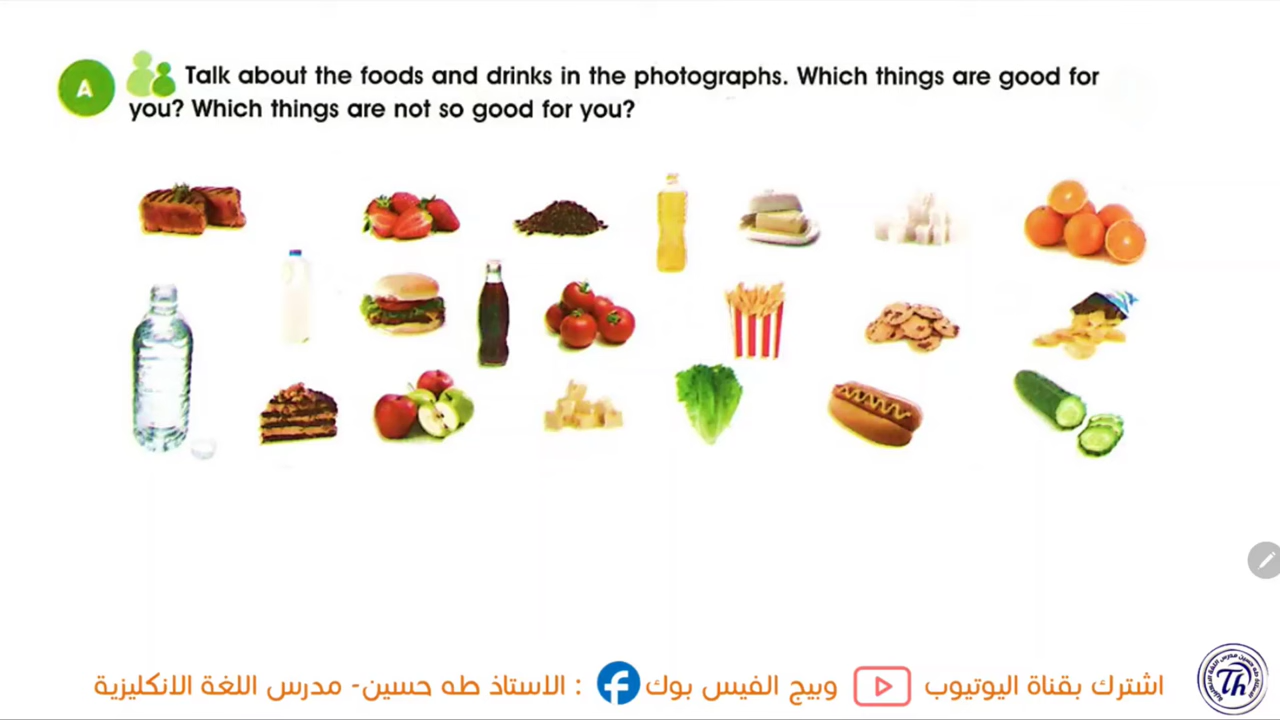 A Talk about the foods and drinks in the photographs. Which things are good for
you? Which things are not so good for you?
اشترك بقناة اليوتيوب وبيج الفيس بوك : الاستاذ طه حسين- مدرس اللغة الانكليزية
Th